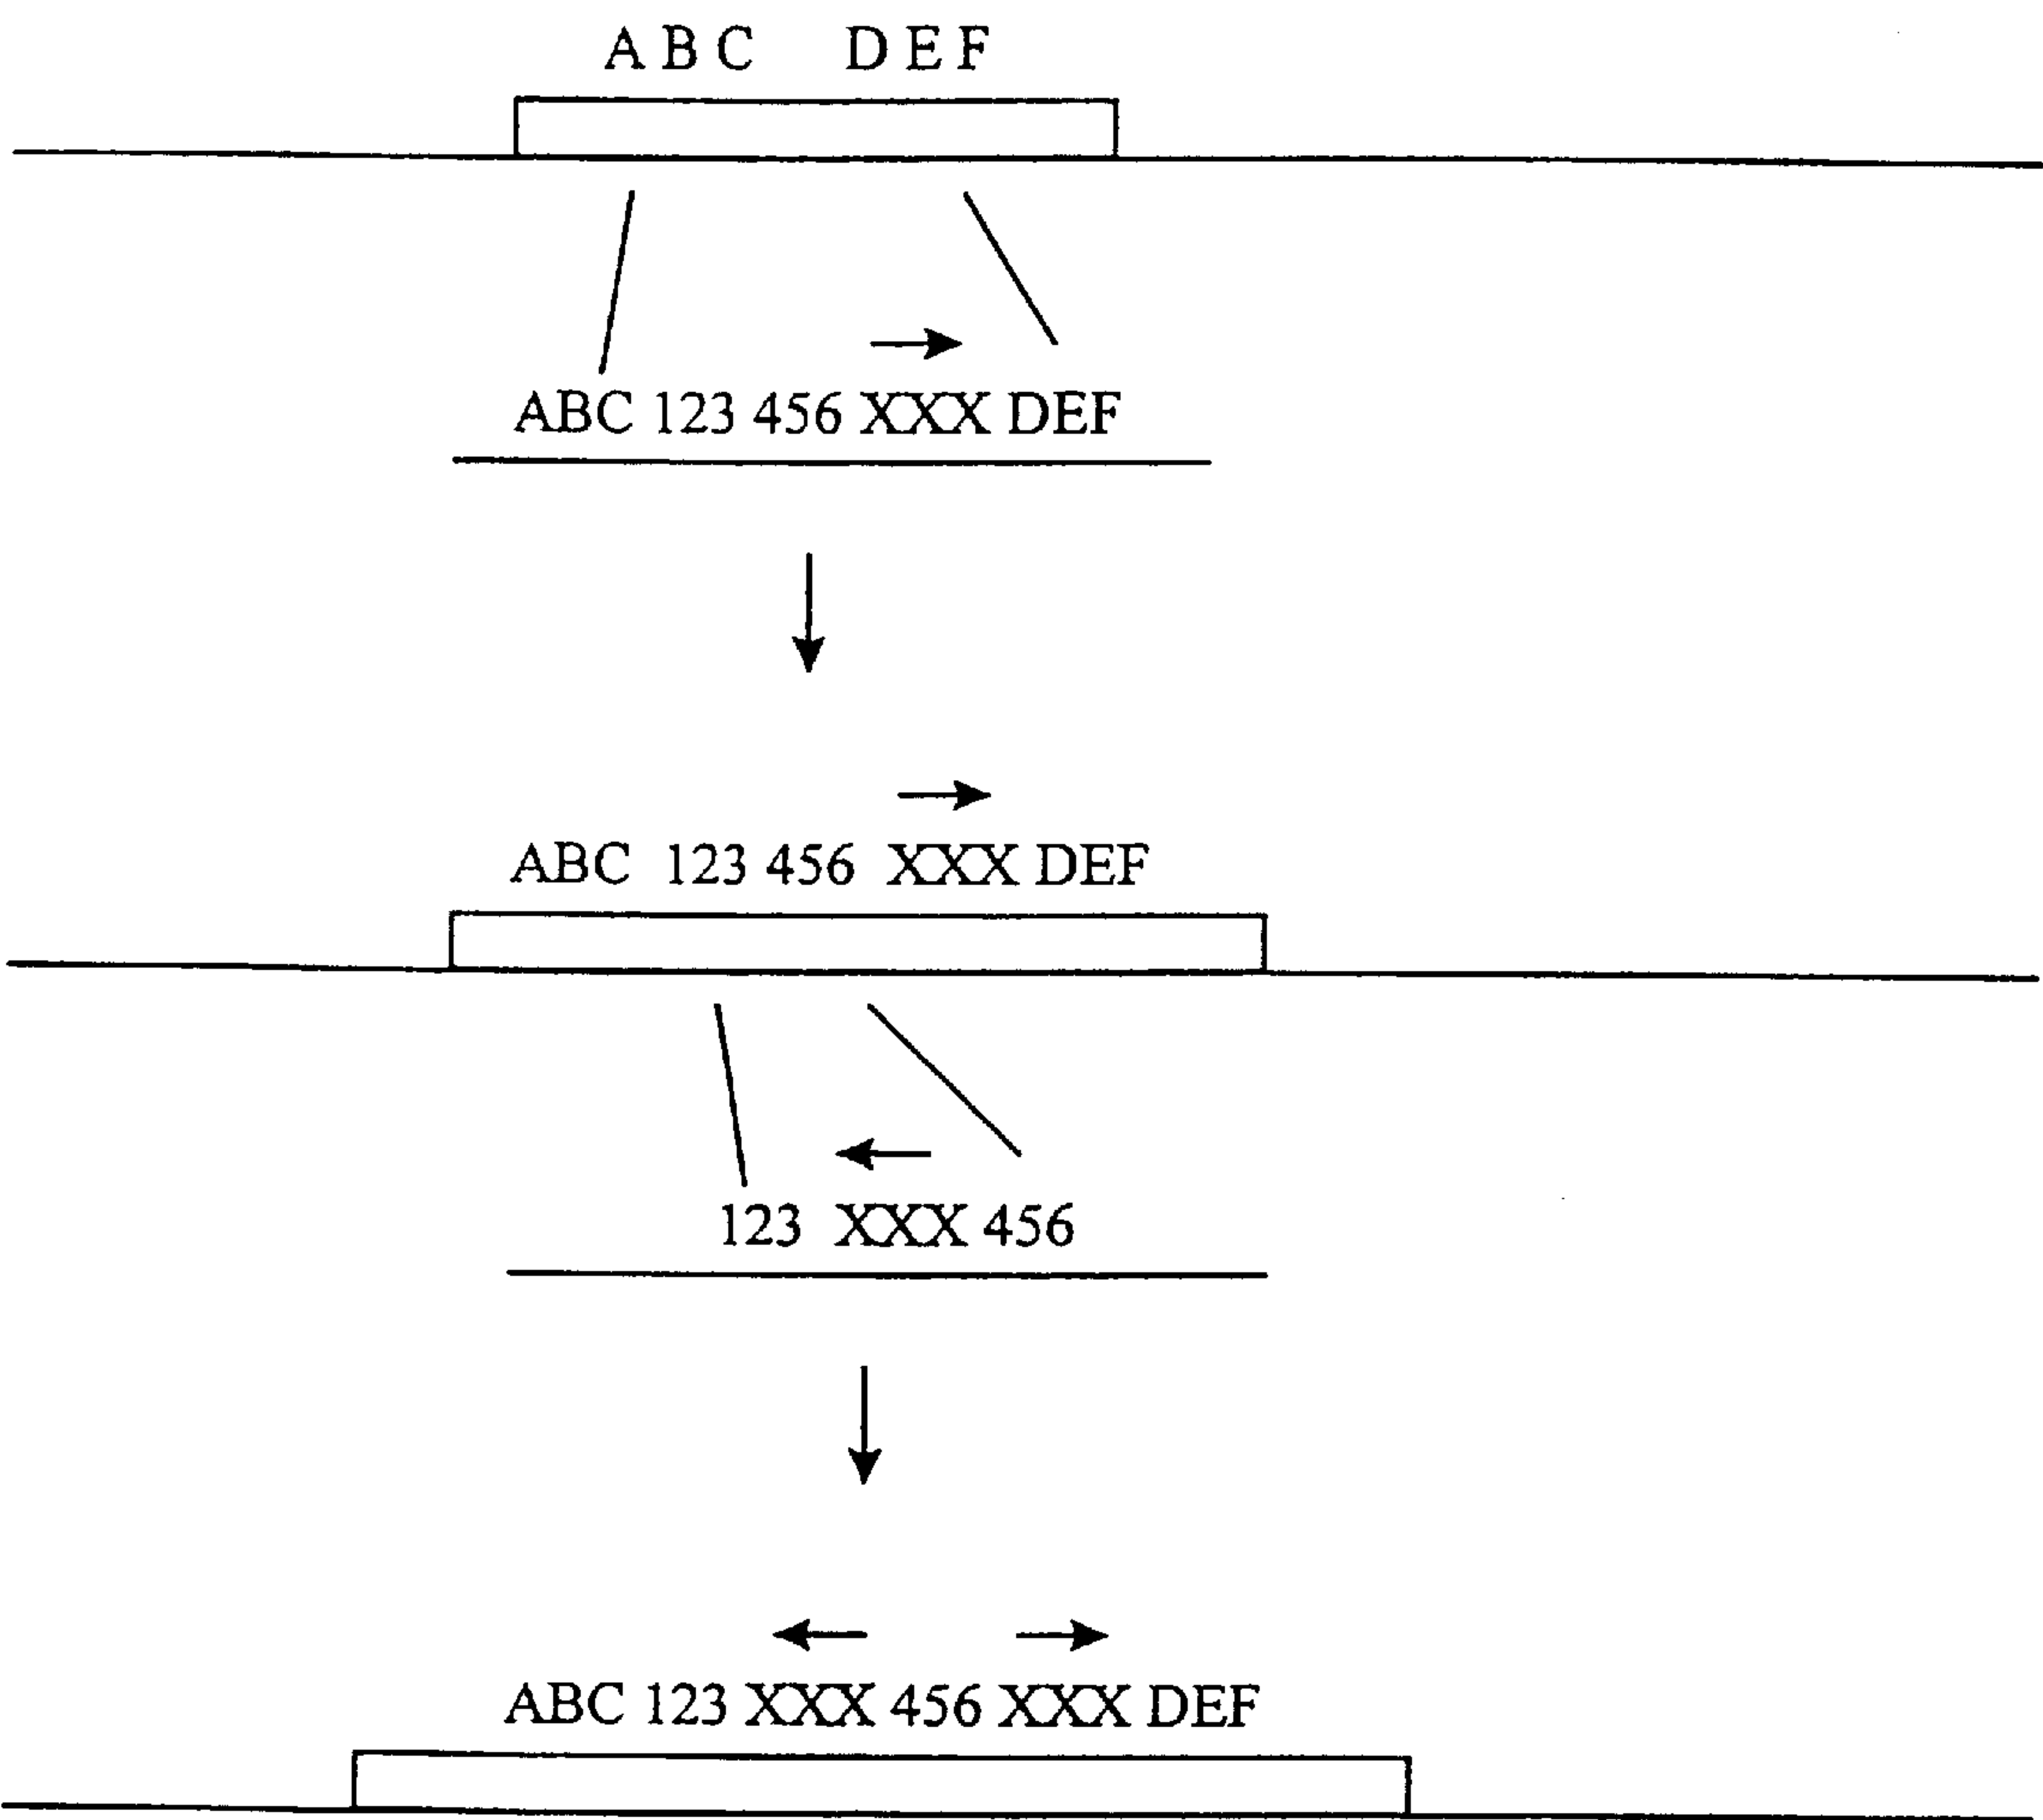 A B C D E F
ABC 123 456 XXX DEF
ABC 123 456 XXX DEF
123 XXX 456
ABC 123 XXX 456 XXX DEF